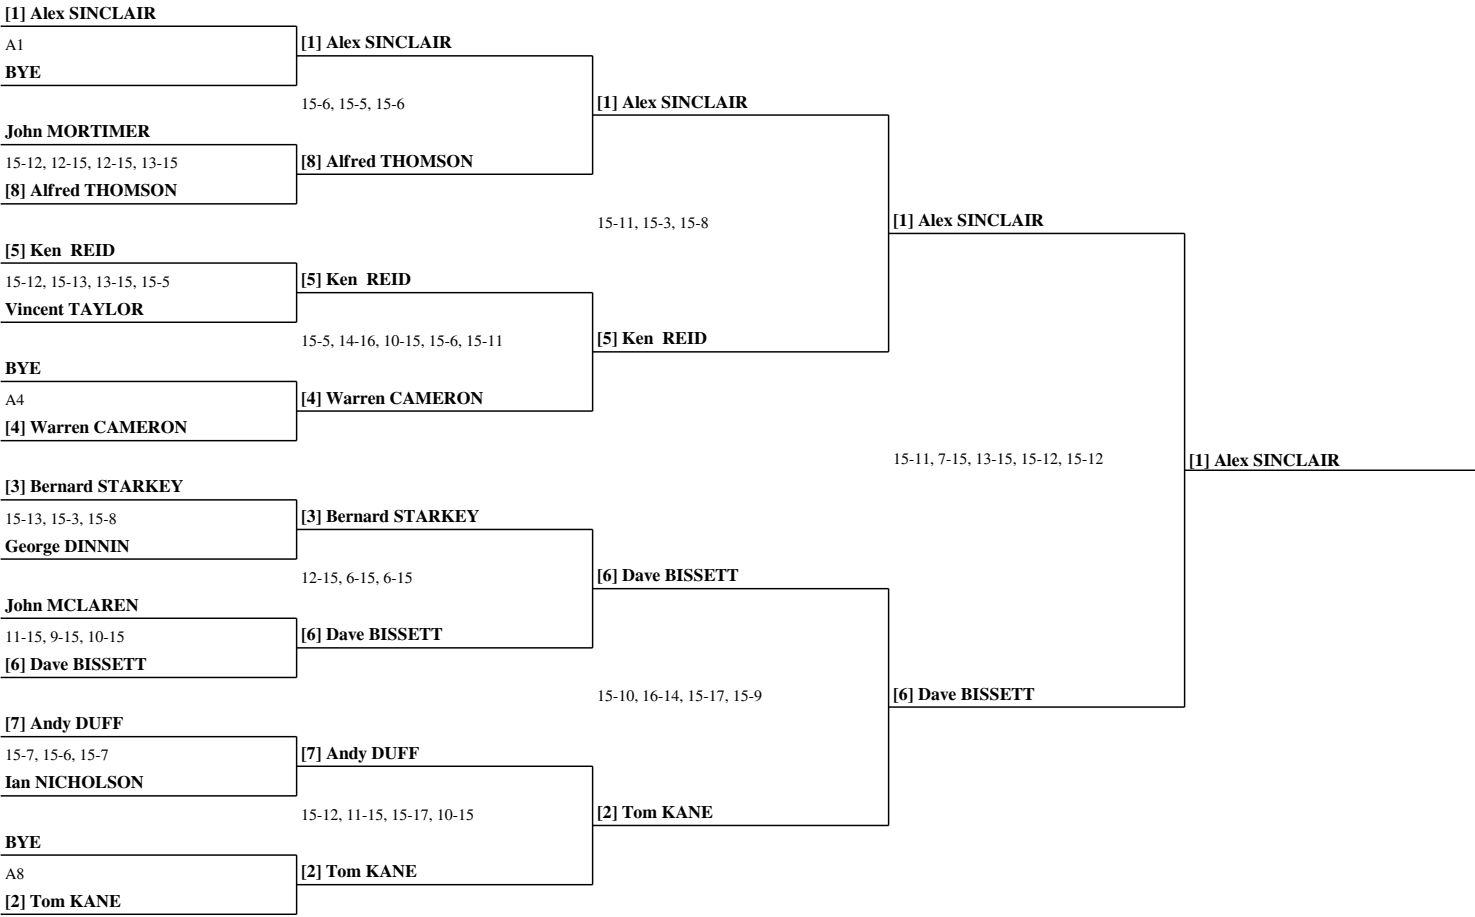 [1] Alex SINCLAIR
A1
BYE
John MORTIMER
15-12, 12-15, 12-15, 13-15
[8] Alfred THOMSON
[5] Ken  REID
15-12, 15-13, 13-15, 15-5
Vincent TAYLOR
BYE
A4
[4] Warren CAMERON
[3] Bernard STARKEY
15-13, 15-3, 15-8
George DINNIN
John MCLAREN
11-15, 9-15, 10-15
[6] Dave BISSETT
[7] Andy DUFF
15-7, 15-6, 15-7
Ian NICHOLSON
BYE
A8
[2] Tom KANE
[1] Alex SINCLAIR
15-6, 15-5, 15-6
[8] Alfred THOMSON
[5] Ken  REID
15-5, 14-16, 10-15, 15-6, 15-11
[4] Warren CAMERON
[3] Bernard STARKEY
12-15, 6-15, 6-15
[6] Dave BISSETT
[7] Andy DUFF
15-12, 11-15, 15-17, 10-15
[2] Tom KANE
[1] Alex SINCLAIR
15-11, 15-3, 15-8
[5] Ken  REID
[6] Dave BISSETT
15-10, 16-14, 15-17, 15-9
[2] Tom KANE
[1] Alex SINCLAIR
15-11, 7-15, 13-15, 15-12, 15-12
[6] Dave BISSETT
[1] Alex SINCLAIR